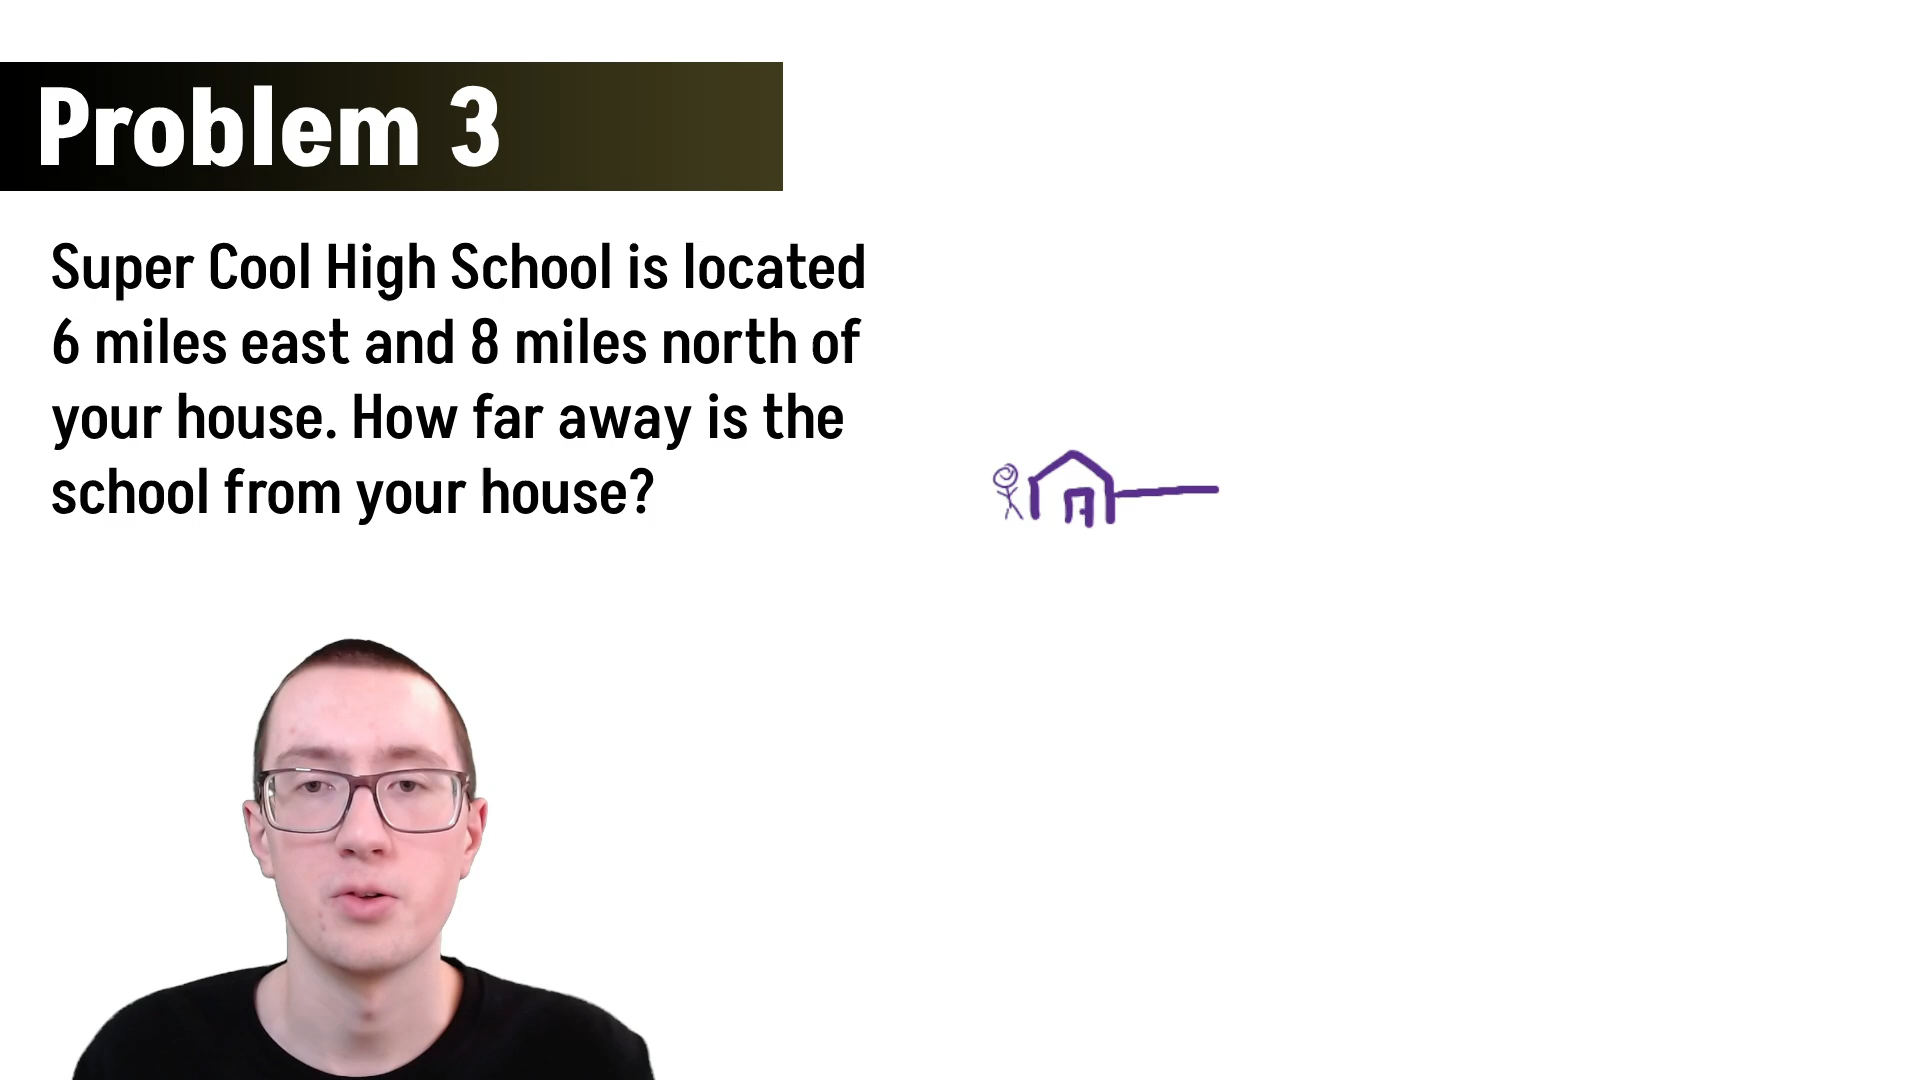 Problem 3
Super Cool High School is located
6 miles east and 8 miles north of
your house. How far away is the
school from your house?